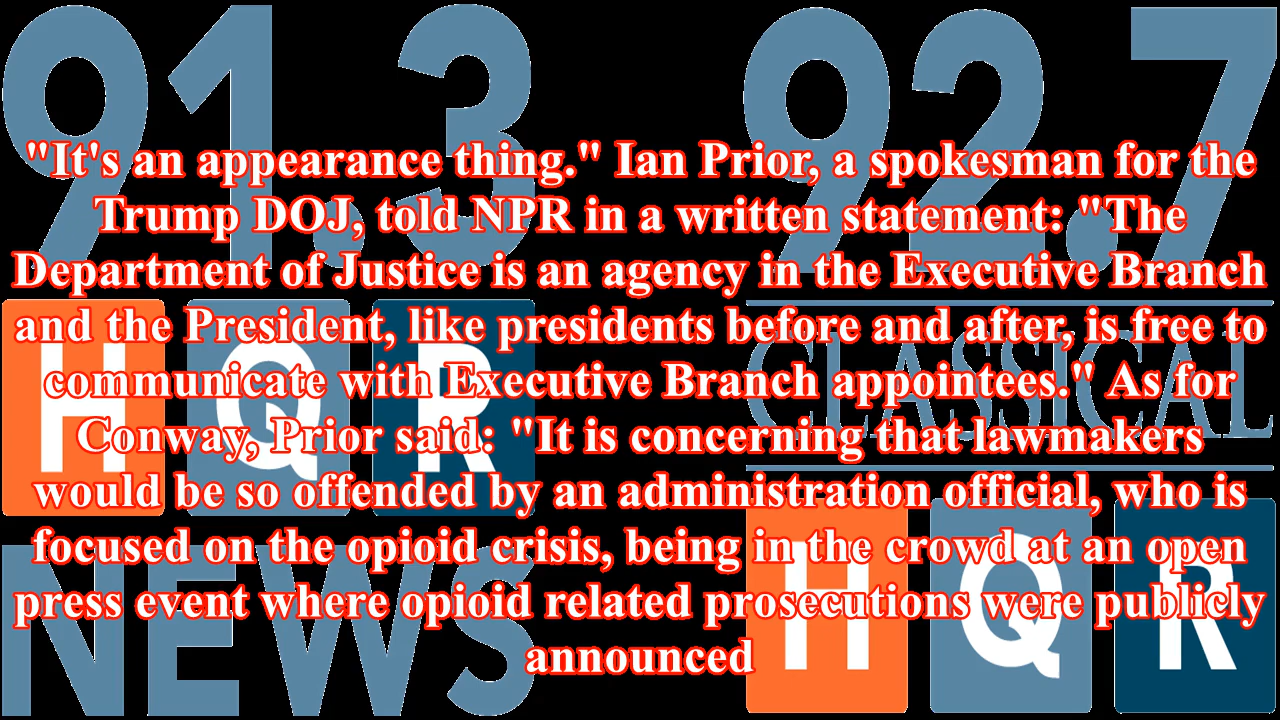 91.3
92.7
"It's an appearance thing." Ian Prior, a spokesman for the
Trump DOJ, told NPR in a written statement: "The
Department of Justice is an agency in the Executive Branch
and the President, like presidents before and after, is free to
communicate with Executive Branch appointees." As for
Conway, Prior said: "It is concerning that lawmakers
would be so offended by an administration official, who is
focused on the opioid crisis, being in the crowd at an open
press event where opioid related prosecutions were publicly
announced
HQR
NEWS
CLASSICAL
HQR